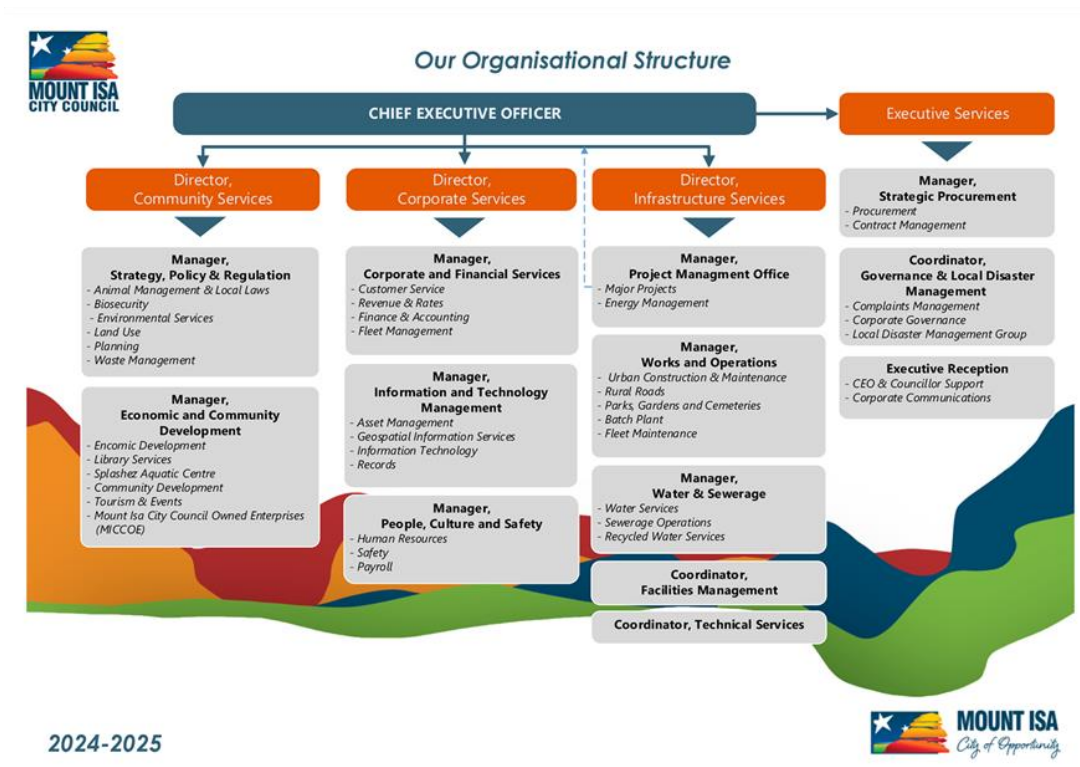 MOUNT ISA
CITY COUNCIL
Our Organisational Structure
CHIEF EXECUTIVE OFFICER
Executive Services
Director,
Community Services
Director,
Corporate Services
Director,
Infrastructure Services
Manager,
Strategy, Policy & Regulation
- Animal Management & Local Laws
- Biosecurity
- Environmental Services
- Land Use
- Planning
- Waste Management
Manager,
Economic and Community
Development
- Encomic Development
- Library Services
- Splashez Aquatic Centre
- Community Development
- Tourism & Events
- Mount Isa City Council Owned Enterprises
(MICCOE)
Manager,
Corporate and Financial Services
- Customer Service
- Revenue & Rates
- Finance & Accounting
- Fleet Management
Manager,
Information and Technology
Management
- Asset Management
- Geospatial Information Services
- Information Technology
- Records
Manager,
People, Culture and Safety
- Human Resources
- Safety
- Payroll
Manager,
Project Managment Office
- Major Projects
- Energy Management
Manager,
Works and Operations
- Urban Construction & Maintenance
- Rural Roads
- Parks, Gardens and Cemeteries
- Batch Plant
- Fleet Maintenance
Manager,
Water & Sewerage
- Water Services
- Sewerage Operations
- Recycled Water Services
Coordinator,
Facilities Management
Coordinator, Technical Services
Manager,
Strategic Procurement
- Procurement
- Contract Management
Coordinator,
Governance & Local Disaster
Management
- Complaints Management
- Corporate Governance
- Local Disaster Management Group
Executive Reception
- CEO & Councillor Support
- Corporate Communications
2024-2025
MOUNT ISA
City of Opportunity